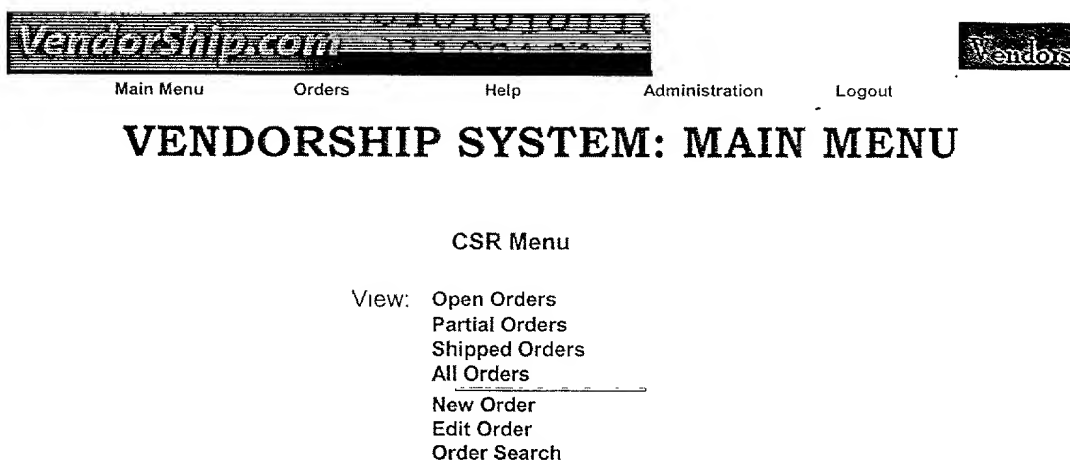 VendorShip.com
Vendors
Main Menu Orders Help Administration Logout
VENDORSHIP SYSTEM: MAIN MENU
CSR Menu
View: Open Orders
Partial Orders
Shipped Orders
All Orders
New Order
Edit Order
Order Search